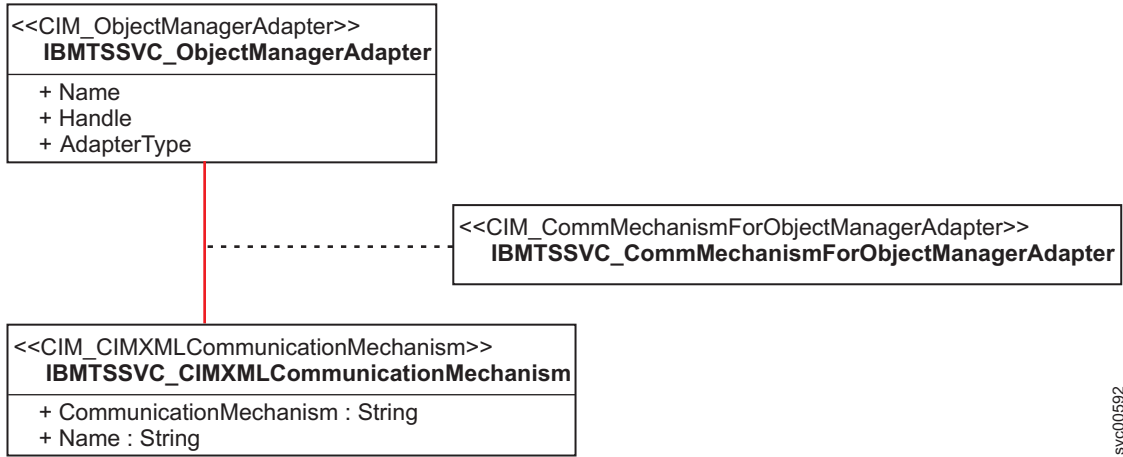 <<CIM_ObjectManagerAdapter>>
IBMTSSVC_ObjectManagerAdapter
+ Name
+ Handle
+ AdapterType
<<CIM_CommMechanismForObjectManagerAdapter>>
IBMTSSVC_CommMechanismForObjectManagerAdapter
<<CIM_CIMXMLCommunicationMechanism>>
IBMTSSVC_CIMXMLCommunicationMechanism
+ CommunicationMechanism : String
+ Name : String
svc00592